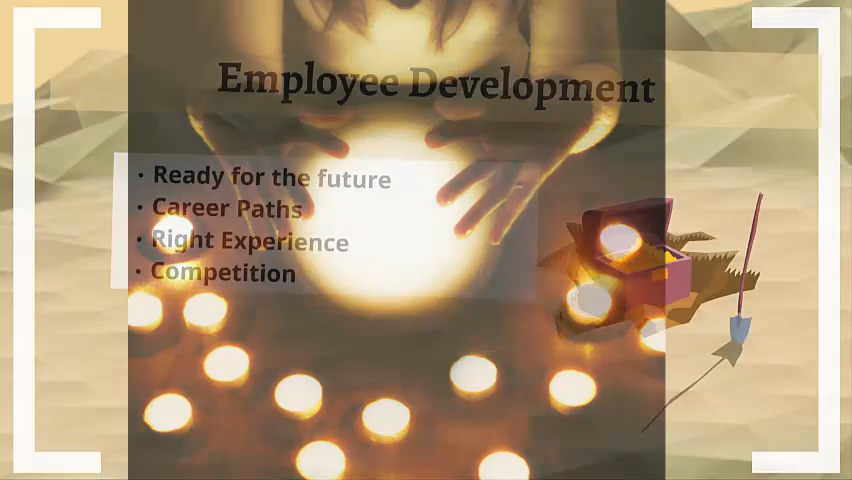 Employee Development
• Ready for the future
• Career Paths
• Right Experience
• Competition